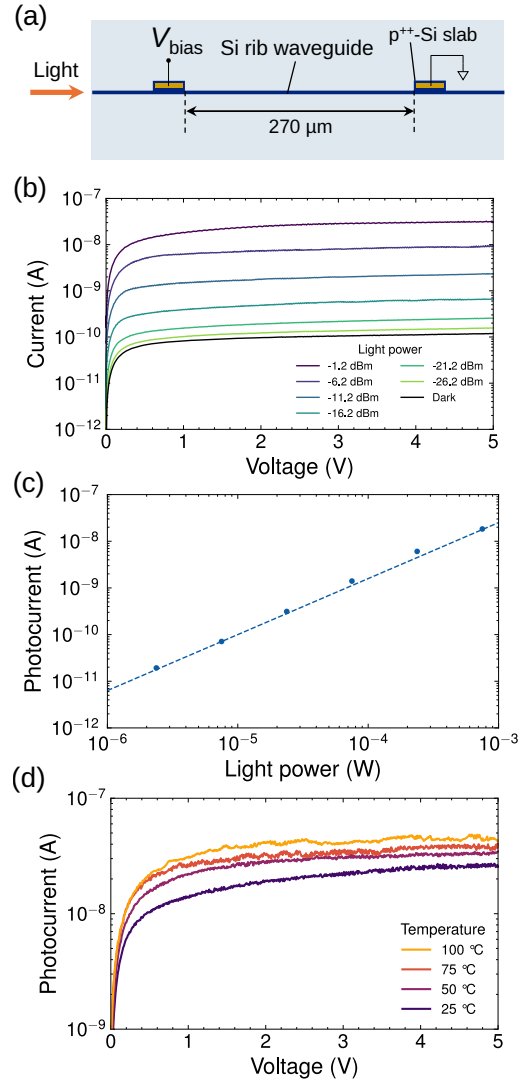 (a)
V_bias
Si rib waveguide
p⁺⁺-Si slab
Light
270 μm
(b)
Current (A)
10⁻⁷
10⁻⁸
10⁻⁹
10⁻¹⁰
10⁻¹¹
10⁻¹²
Light power
-1.2 dBm
-6.2 dBm
-11.2 dBm
-16.2 dBm
-21.2 dBm
-26.2 dBm
Dark
0 1 2 3 4 5
Voltage (V)
(c)
Photocurrent (A)
10⁻⁷
10⁻⁸
10⁻⁹
10⁻¹⁰
10⁻¹¹
10⁻¹²
10⁻⁶ 10⁻⁵ 10⁻⁴ 10⁻³
Light power (W)
(d)
Photocurrent (A)
10⁻⁷
10⁻⁸
10⁻⁹
Temperature
100 °C
75 °C
50 °C
25 °C
0 1 2 3 4 5
Voltage (V)